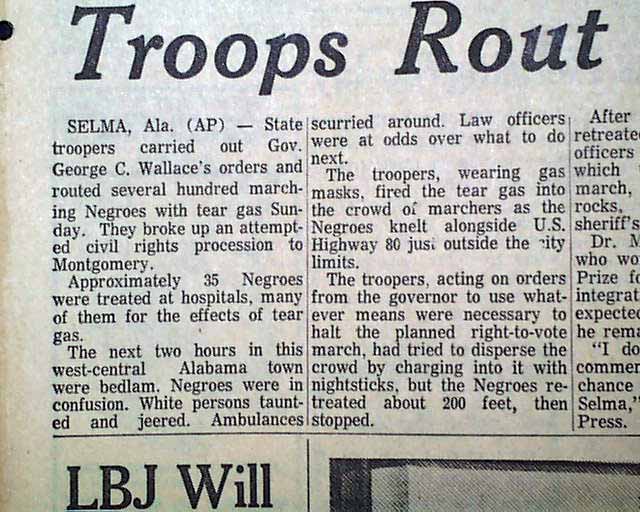 Troops Rout
SELMA, Ala. (AP) — State
troopers carried out Gov.
George C. Wallace's orders and
routed several hundred march-
ing Negroes with tear gas Sun-
day. They broke up an attempt-
ed civil rights procession to
Montgomery.
Approximately 35 Negroes
were treated at hospitals, many
of them for the effects of tear
gas.
The next two hours in this
west-central Alabama town
were bedlam. Negroes were in
confusion. White persons taunt-
ed and jeered. Ambulances
scurried around. Law officers
were at odds over what to do
next.
The troopers, wearing gas
masks, fired the tear gas into
the crowd of marchers as the
Negroes knelt alongside U.S.
Highway 80 just outside the city
limits.
The troopers, acting on orders
from the governor to use what-
ever means were necessary to
halt the planned right-to-vote
march, had tried to disperse the
crowd by charging into it with
nightsticks, but the Negroes re-
treated about 200 feet, then
stopped.
After
retreate
officers
which
march,
rocks,
sheriff's
Dr. M
who wo
Prize fo
integrat
expected
he rema
"I do
commer
chance
Selma,"
Press.
LBJ Will